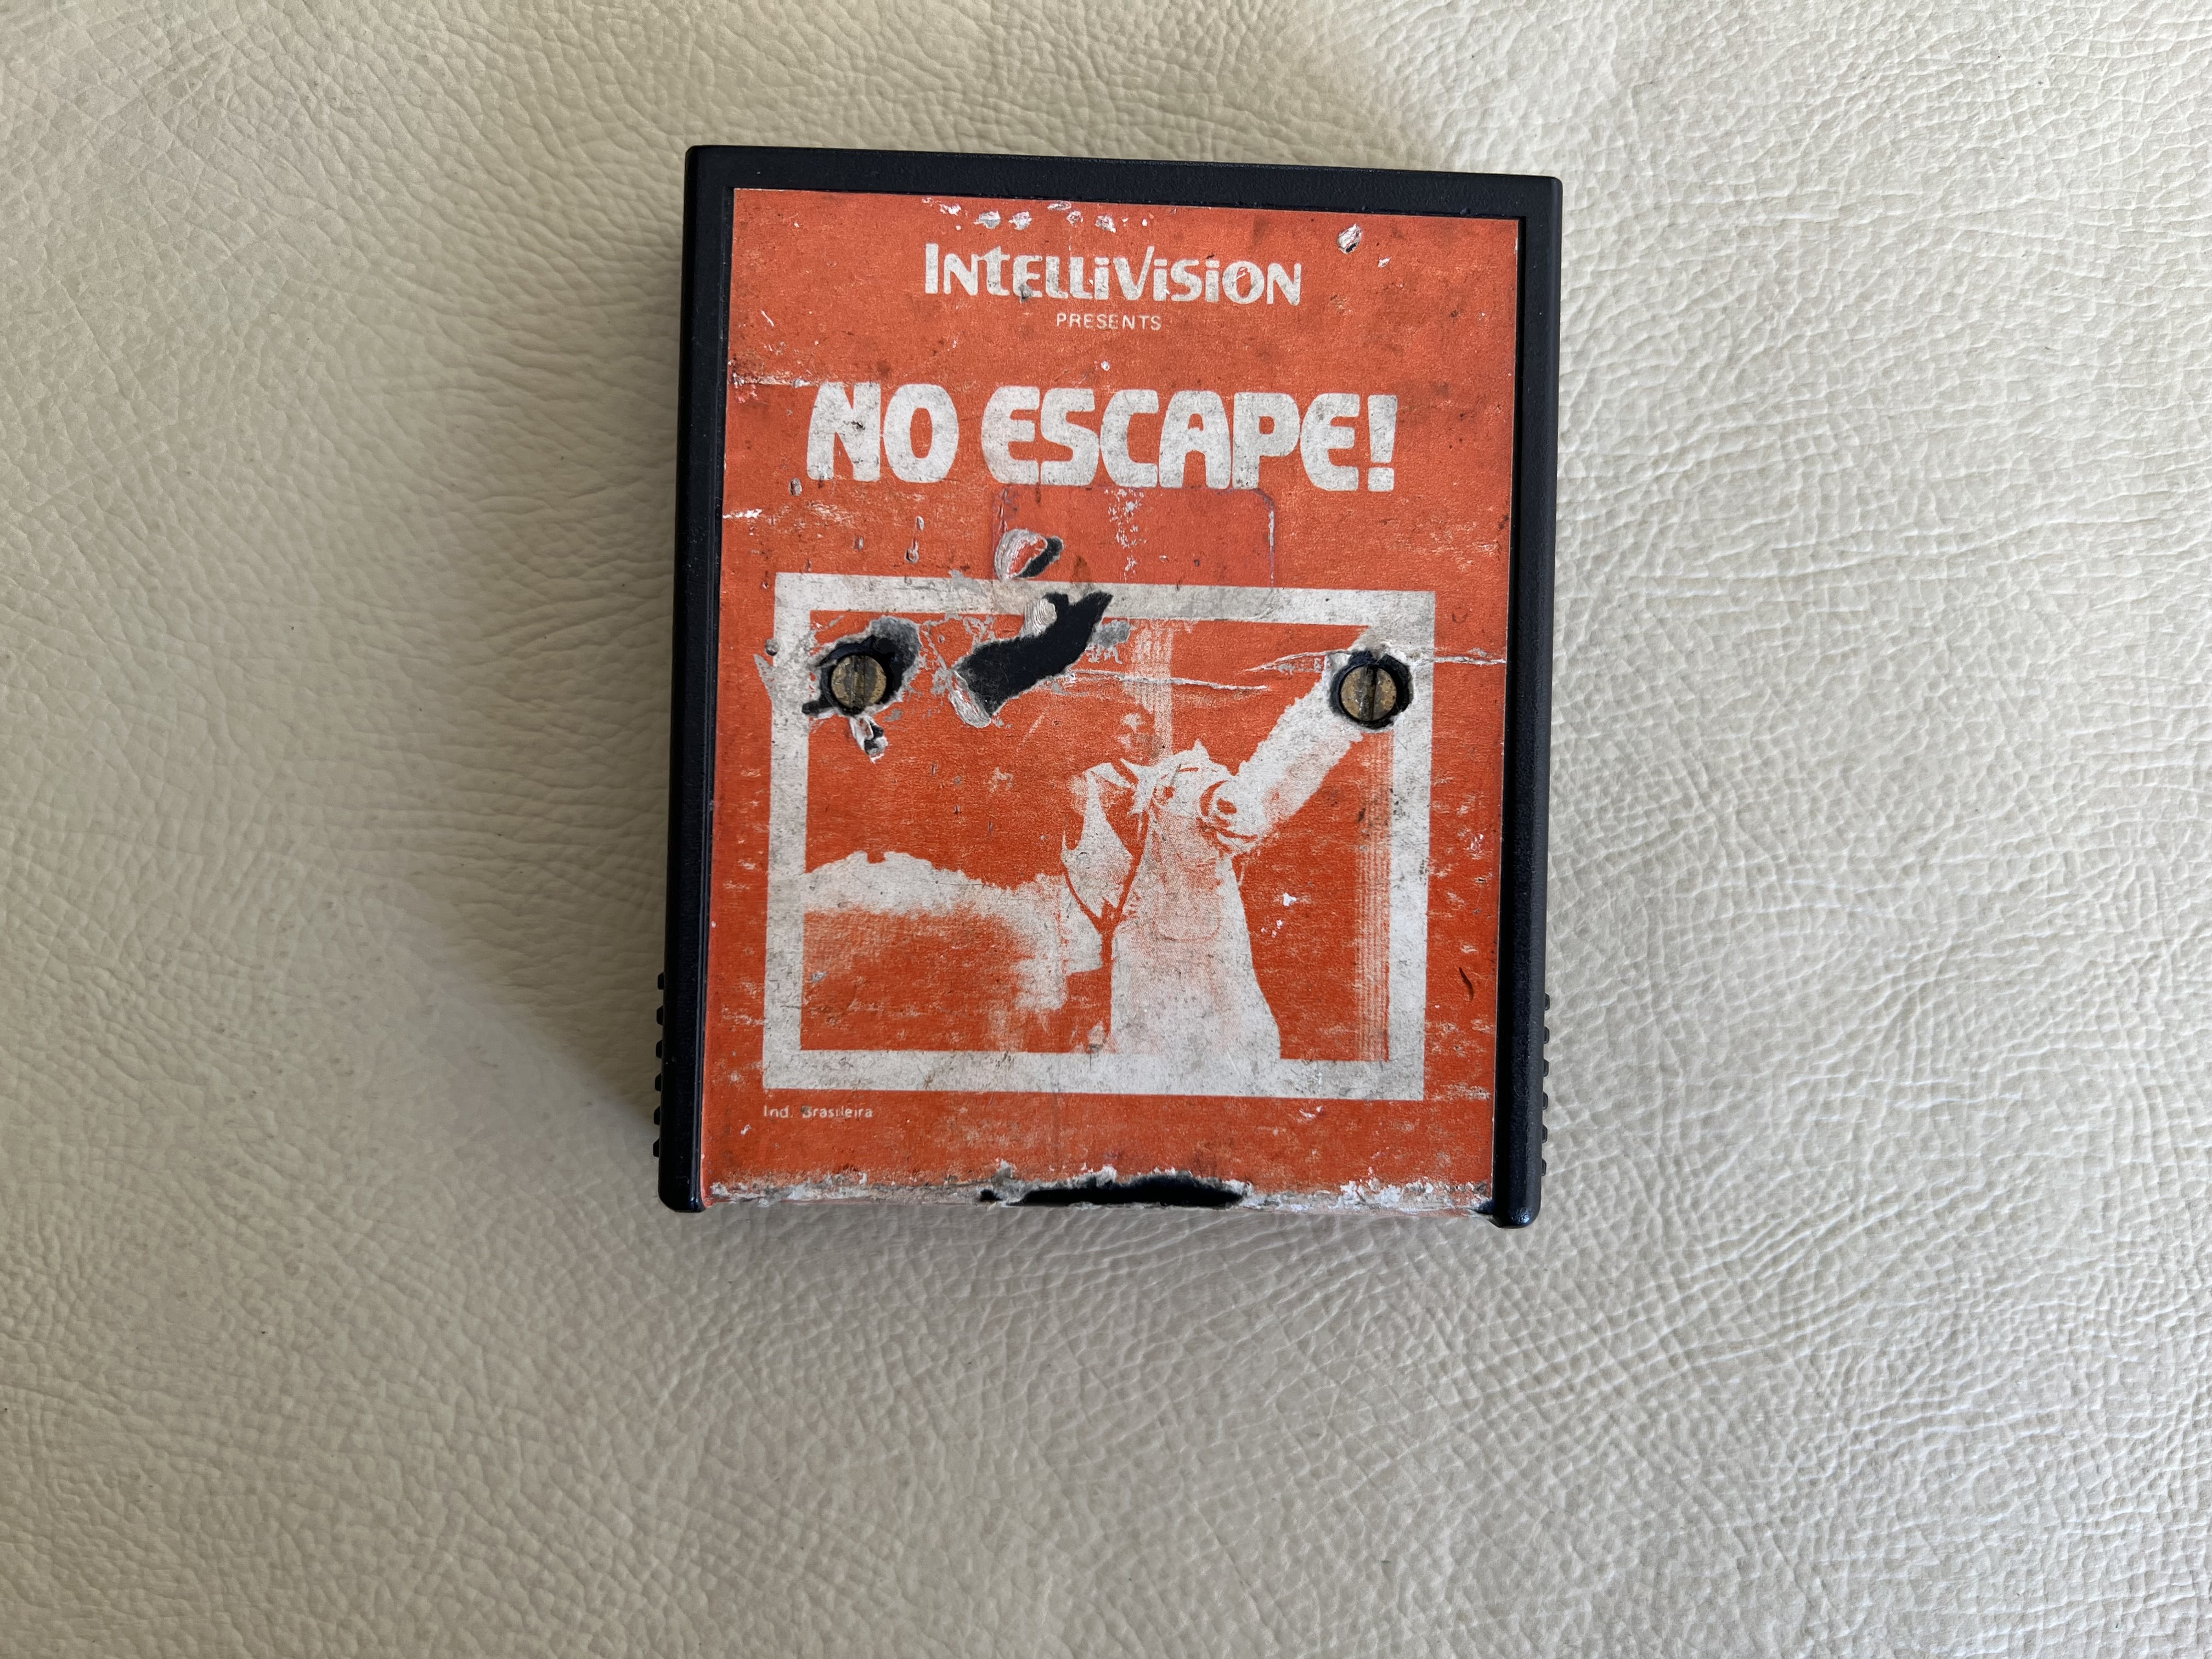 INTELLIVISION
PRESENTS
NO ESCAPE!
Ind. Brasileira